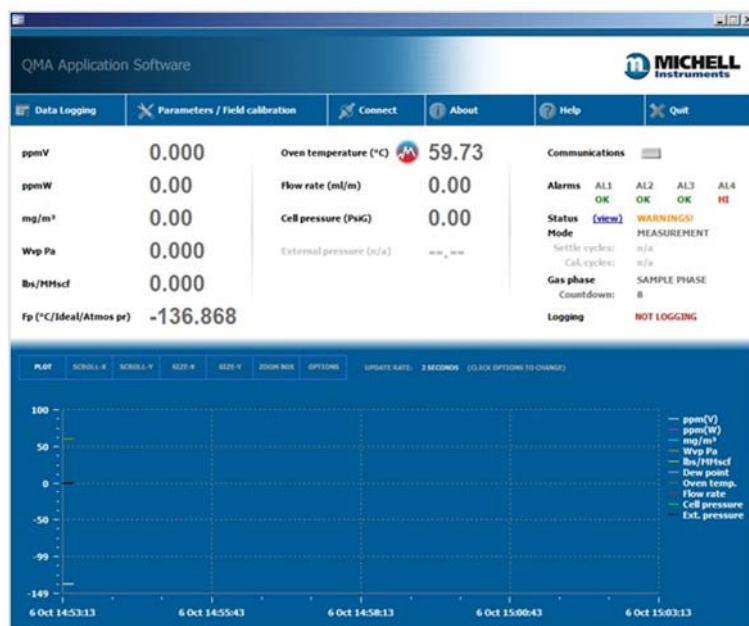 QMA Application Software
MICHELL
Instruments
Data Logging
Parameters / Field calibration
Connect
About
Help
Quit
ppmV 0.000
ppmW 0.00
mg/m³ 0.00
Wvp Pa 0.000
lbs/MMscf 0.000
Fp (°C/Ideal/Atmos pr) -136.868
Oven temperature (°C) 59.73
Flow rate (ml/m) 0.00
Cell pressure (PsiG) 0.00
External pressure (n/a) --.--
Communications
Alarms AL1 AL2 AL3 AL4
OK OK OK HI
Status (view) WARNINGS!
Mode MEASUREMENT
Settle cycles: n/a
Cal. cycles: n/a
Gas phase SAMPLE PHASE
Countdown: 8
Logging NOT LOGGING
PLOT SCROLL-X SCROLL-Y SIZE-X SIZE-Y ZOOM BOX OPTIONS UPDATE RATE: 2 SECONDS (CLICK OPTIONS TO CHANGE)
100
50
0
-50
-99
-149
6 Oct 14:53:13 6 Oct 14:55:43 6 Oct 14:58:13 6 Oct 15:00:43 6 Oct 15:03:13
ppm(V)
ppm(W)
mg/m³
Wvp Pa
lbs/MMscf
Dew point
Oven temp.
Flow rate
Cell pressure
Ext. pressure